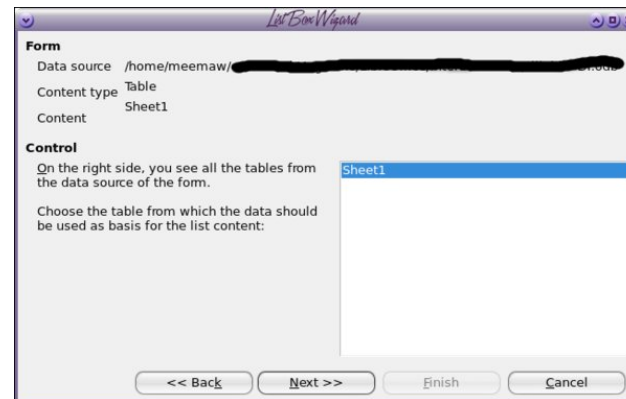 List Box Wizard
Form
Data source /home/meemaw/
Content type Table
Content Sheet1
Control
On the right side, you see all the tables from
the data source of the form.
Choose the table from which the data should
be used as basis for the list content:
Sheet1
<< Back Next >> Finish Cancel